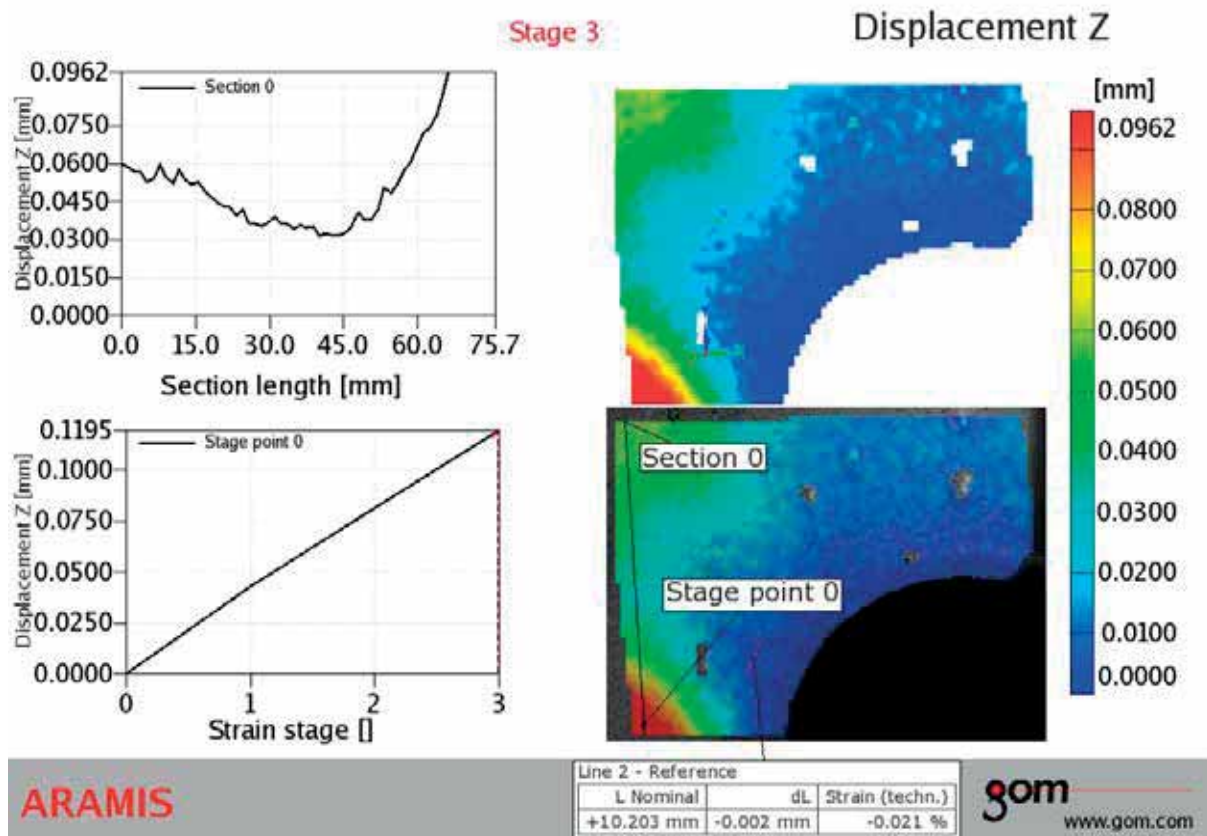 Stage 3
Displacement Z
Displacement Z [mm]
0.0962
0.0750
0.0600
0.0450
0.0300
0.0150
0.0000
Section 0
0.0 15.0 30.0 45.0 60.0 75.7
Section length [mm]
[mm]
0.0962
0.0800
0.0700
0.0600
0.0500
0.0400
0.0300
0.0200
0.0100
0.0000
Displacement Z [mm]
0.1195
0.1000
0.0750
0.0500
0.0250
0.0000
Stage point 0
0 1 2 3
Strain stage []
Section 0
Stage point 0
ARAMIS
Line 2 - Reference
L Nominal dL Strain (techn.)
+10.203 mm -0.002 mm -0.021 %
gom
www.gom.com